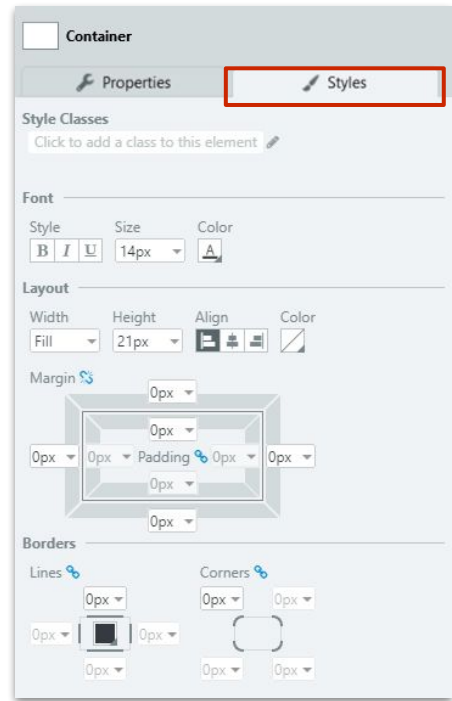 Container
Properties Styles
Style Classes
Click to add a class to this element
Font
Style Size Color
B I U 14px A
Layout
Width Height Align Color
Fill 21px
Margin
0px
0px
0px 0px Padding 0px 0px
0px
0px
Borders
Lines Corners
0px 0px 0px
0px 0px
0px 0px 0px